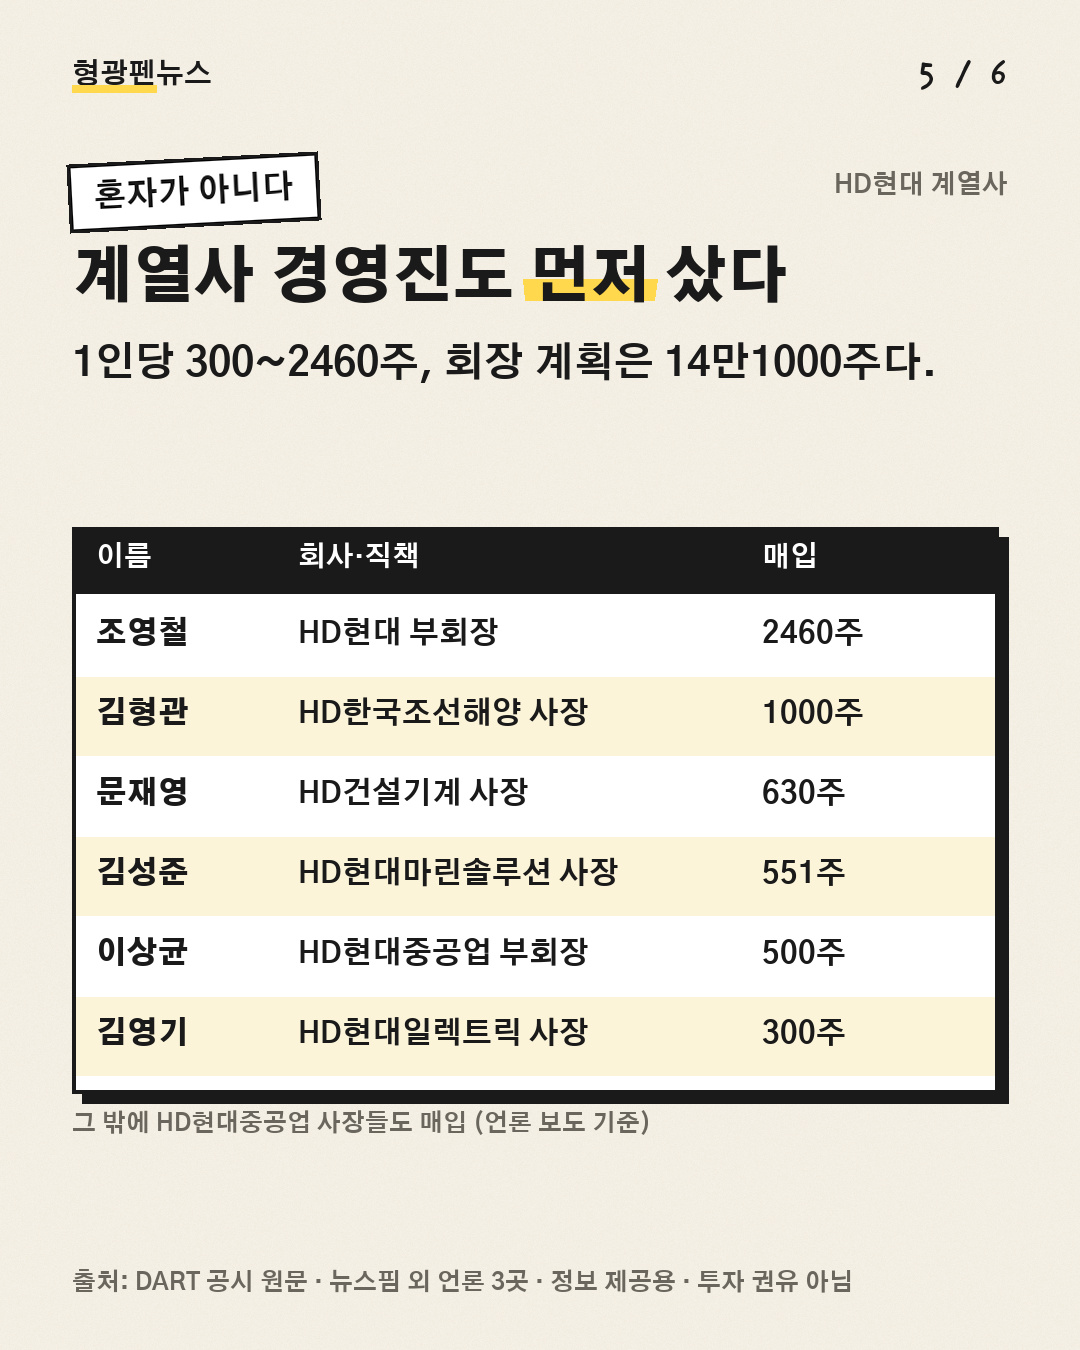 형광펜뉴스
5 / 6
혼자가 아니다
HD현대 계열사
계열사 경영진도 먼저 샀다
1인당 300~2460주, 회장 계획은 14만1000주다.
이름 회사·직책 매입
조영철 HD현대 부회장 2460주
김형관 HD한국조선해양 사장 1000주
문재영 HD건설기계 사장 630주
김성준 HD현대마린솔루션 사장 551주
이상균 HD현대중공업 부회장 500주
김영기 HD현대일렉트릭 사장 300주
그 밖에 HD현대중공업 사장들도 매입 (언론 보도 기준)
출처: DART 공시 원문 · 뉴스핌 외 언론 3곳 · 정보 제공용 · 투자 권유 아님